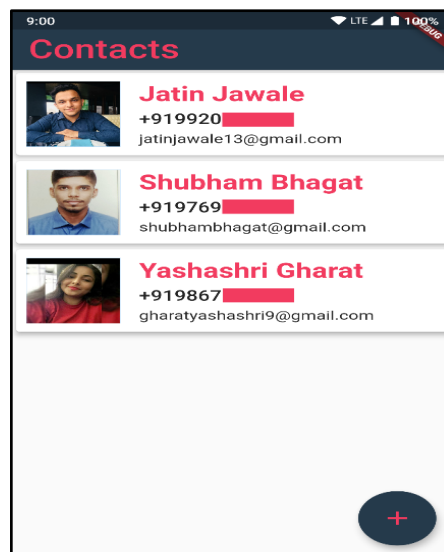 9:00 LTE 100%
DEBUG
Contacts
Jatin Jawale
+919920
jatinjawale13@gmail.com
Shubham Bhagat
+919769
shubhambhagat@gmail.com
Yashashri Gharat
+919867
gharatyashashri9@gmail.com
+